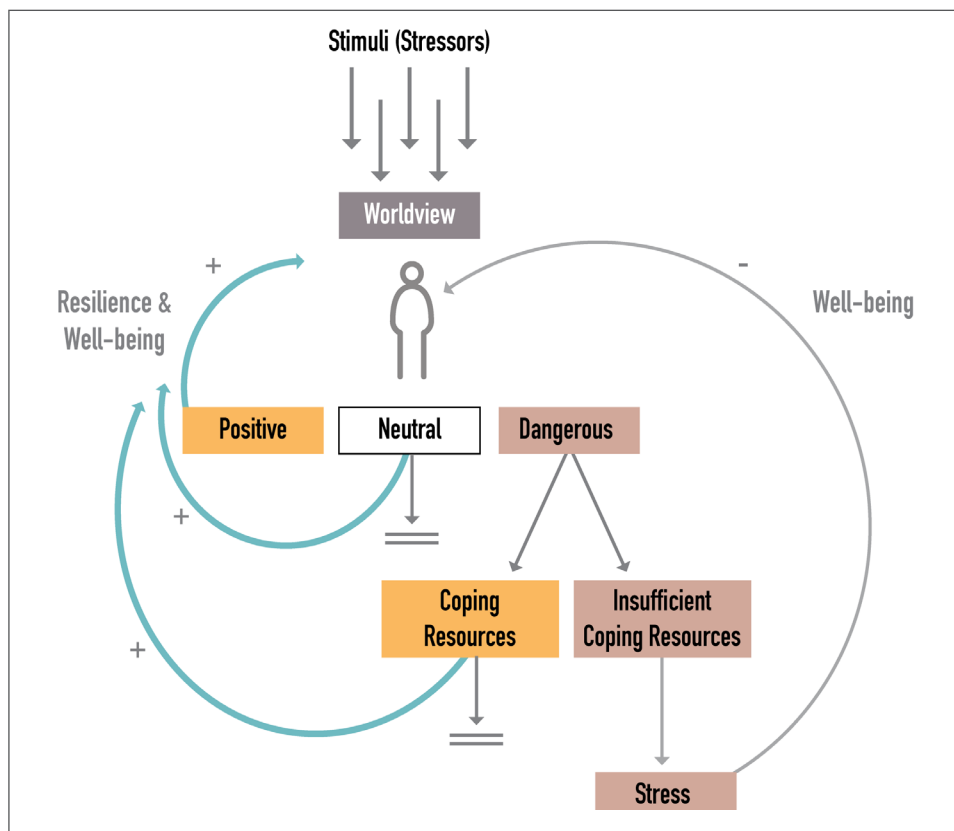 Stimuli (Stressors)
Worldview
+
-
Resilience &
Well-being
Well-being
Positive
Neutral
Dangerous
+
Coping
Resources
Insufficient
Coping Resources
+
Stress